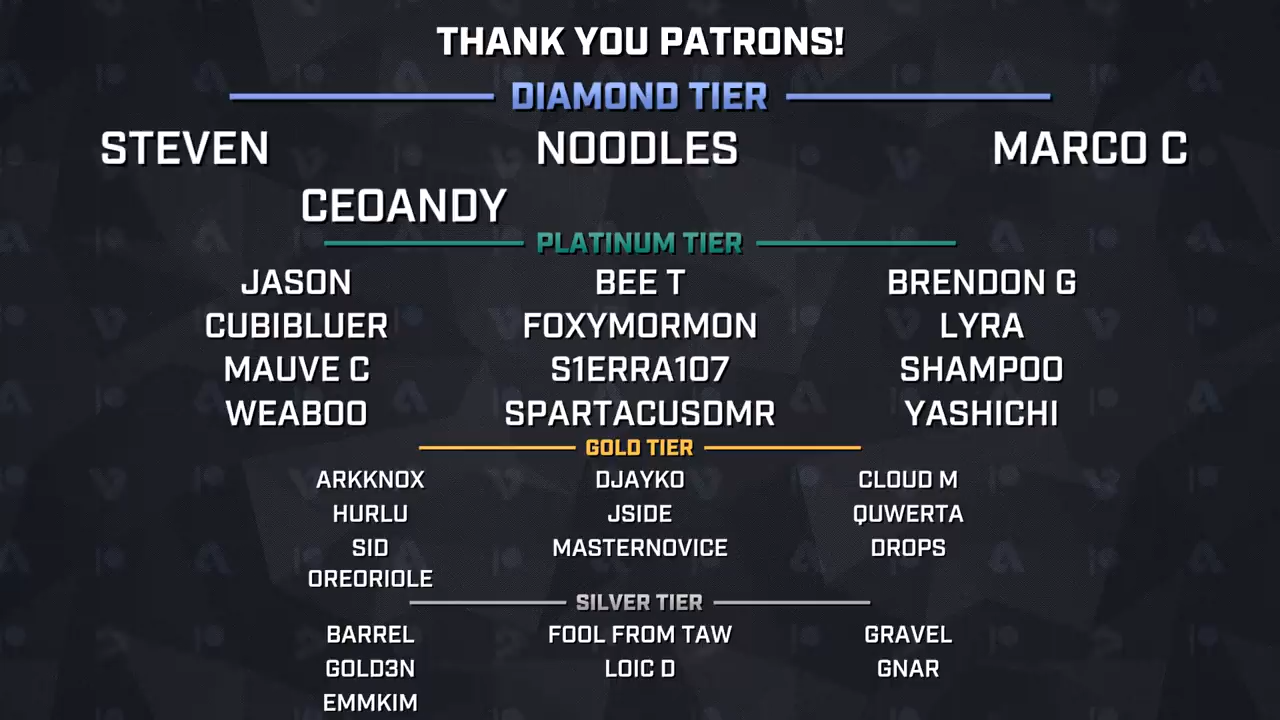 THANK YOU PATRONS!
DIAMOND TIER
STEVEN NOODLES MARCO C
CEOANDY
PLATINUM TIER
JASON BEE T BRENDON G
CUBIBLUER FOXYMORMON LYRA
MAUVE C S1ERRA107 SHAMPOO
WEABOO SPARTACUSDMR YASHICHI
GOLD TIER
ARKKNOX DJAYKO CLOUD M
HURLU JSIDE QUWERTA
SID MASTERNOVICE DROPS
OREORIOLE
SILVER TIER
BARREL FOOL FROM TAW GRAVEL
GOLD3N LOIC D GNAR
EMMKIM